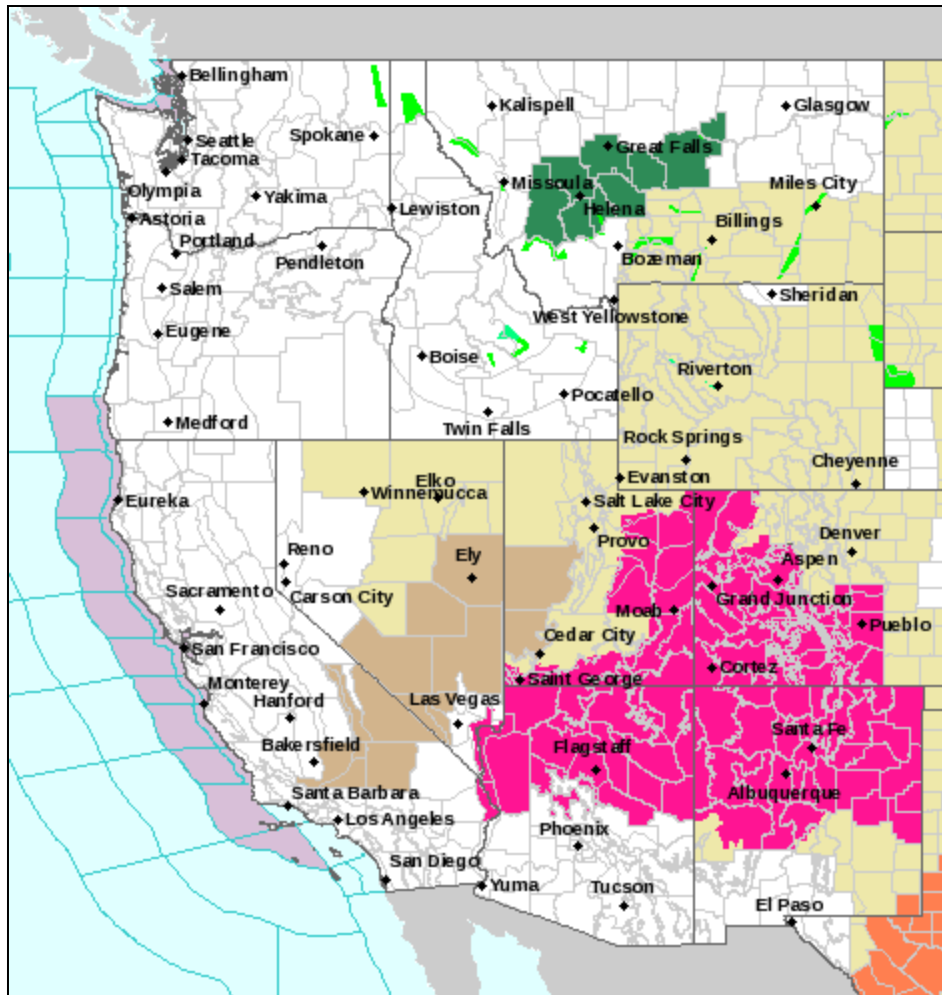 Bellingham
Kalispell
Glasgow
Seattle
Spokane
Great Falls
Tacoma
Olympia
Missoula
Miles City
Yakima
Helena
Lewiston
Astoria
Billings
Portland
Bozeman
Pendleton
Salem
Sheridan
West Yellowstone
Eugene
Boise
Riverton
Pocatello
Medford
Twin Falls
Rock Springs
Cheyenne
Elko
Evanston
Winnemucca
Eureka
Salt Lake City
Denver
Provo
Reno
Ely
Aspen
Sacramento
Carson City
Grand Junction
Moab
Pueblo
Cedar City
San Francisco
Cortez
Saint George
Monterey
Las Vegas
Hanford
Santa Fe
Bakersfield
Flagstaff
Santa Barbara
Albuquerque
Los Angeles
Phoenix
San Diego
Yuma
Tucson
El Paso